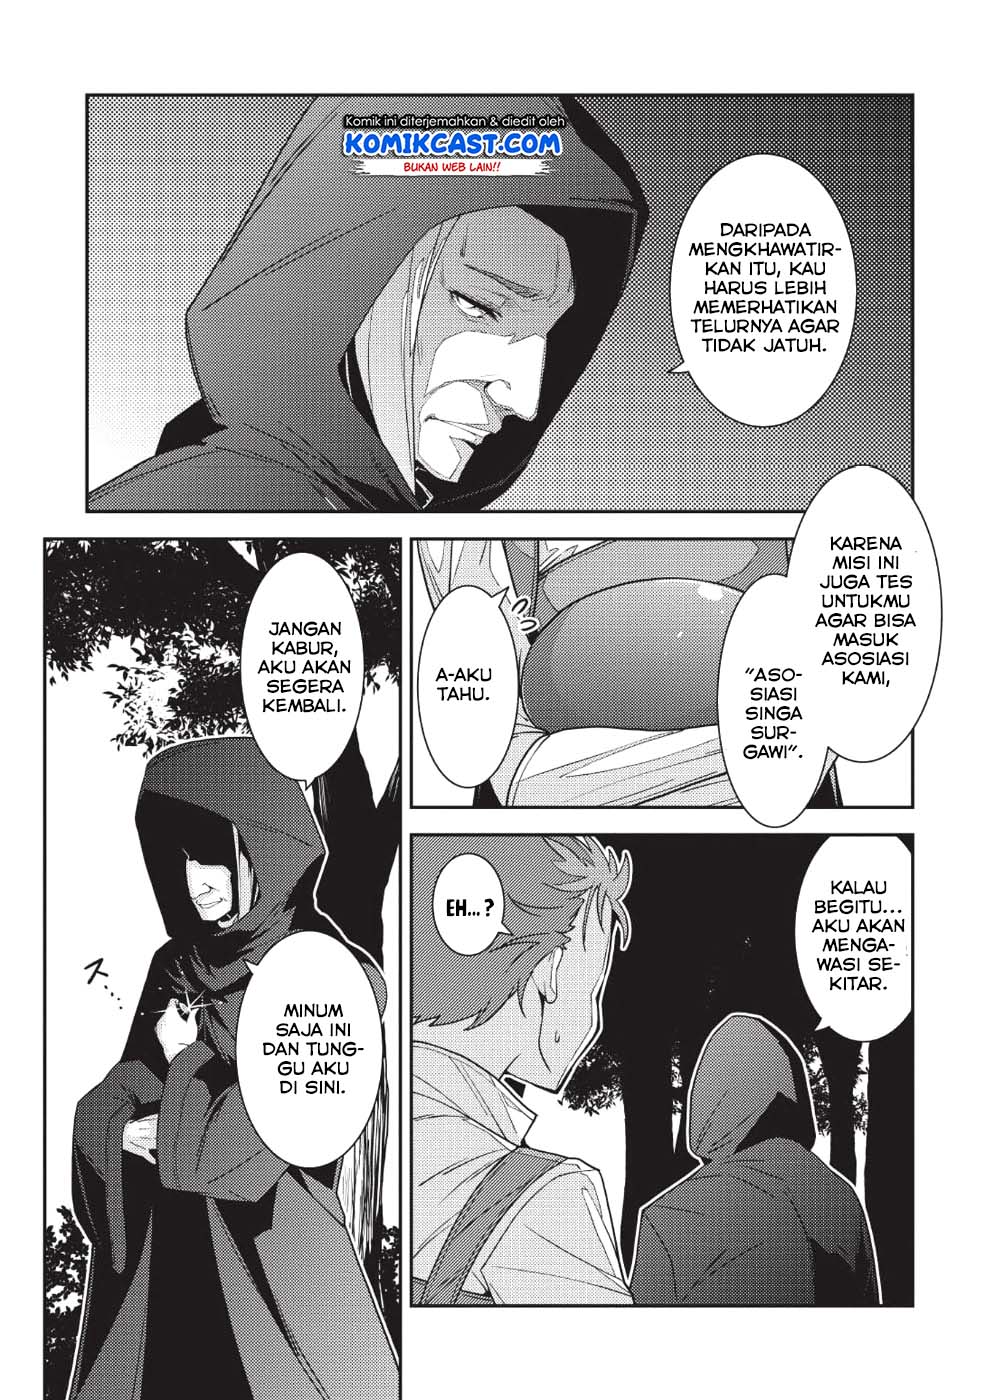 Komik ini diterjemahkan & diedit oleh
KOMIKCAST.COM
BUKAN WEB LAIN!!
DARIPADA
MENGKHAWATIR-
KAN ITU, KAU
HARUS LEBIH
MEMERHATIKAN
TELURNYA AGAR
TIDAK JATUH.
KARENA
MISI INI
JUGA TES
UNTUKMU
AGAR BISA
MASUK
ASOSIASI
KAMI,
"ASO-
SIASI
SINGA
SUR-
GAWI".
A-AKU
TAHU.
KALAU
BEGITU...
AKU AKAN
MENGA-
WASI SE-
KITAR.
EH...?
JANGAN
KABUR,
AKU AKAN
SEGERA
KEMBALI.
ス...
MINUM
SAJA INI
DAN TUNG-
GU AKU
DI SINI.